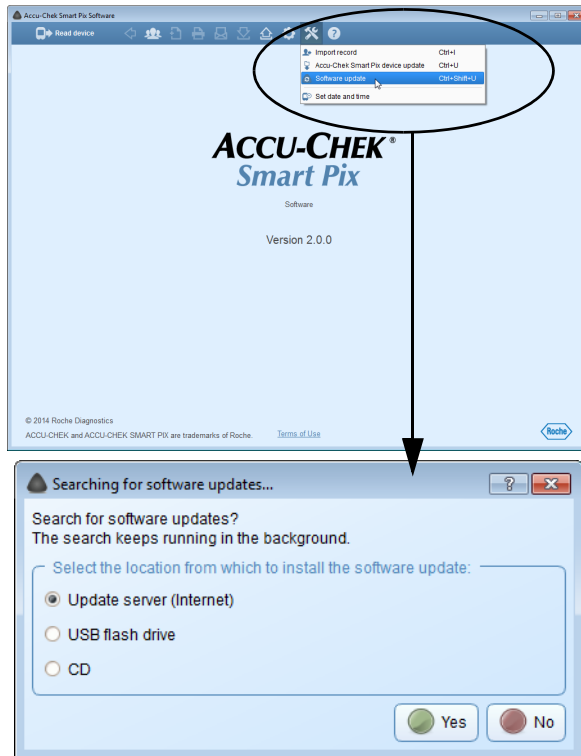 Accu-Chek Smart Pix Software
Read device
Import record Ctrl+I
Accu-Chek Smart Pix device update Ctrl+U
Software update Ctrl+Shift+U
Set date and time
ACCU-CHEK ®
Smart Pix
Software
Version 2.0.0
© 2014 Roche Diagnostics
ACCU-CHEK and ACCU-CHEK SMART PIX are trademarks of Roche. Terms of Use
Roche
Searching for software updates...
Search for software updates?
The search keeps running in the background.
Select the location from which to install the software update:
Update server (Internet)
USB flash drive
CD
Yes No